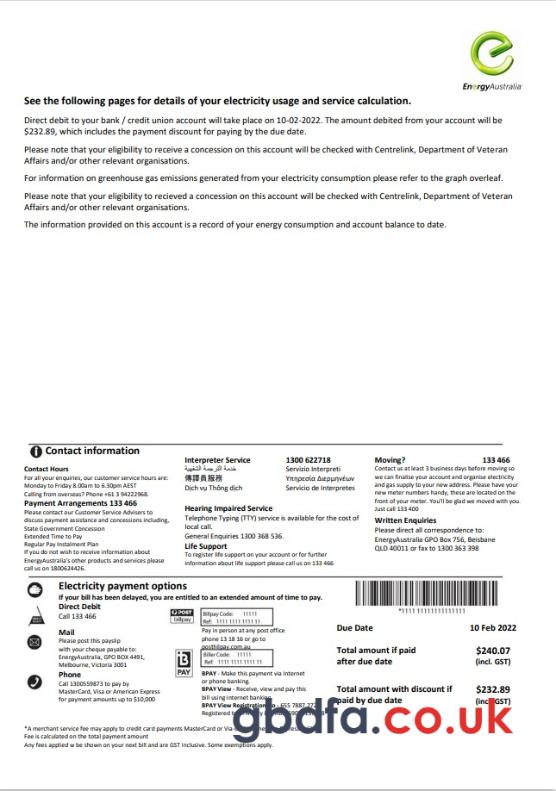 EnergyAustralia
See the following pages for details of your electricity usage and service calculation.
Direct debit to your bank / credit union account will take place on 10-02-2022. The amount debited from your account will be
$232.89, which includes the payment discount for paying by the due date.
Please note that your eligibility to receive a concession on this account will be checked with Centrelink, Department of Veteran
Affairs and/or other relevant organisations.
For information on greenhouse gas emissions generated from your electricity consumption please refer to the graph overleaf.
Please note that your eligibility to recieved a concession on this account will be checked with Centrelink, Department of Veteran
Affairs and/or other relevant organisations.
The information provided on this account is a record of your energy consumption and account balance to date.
Contact information
Contact Hours
For all your enquiries, our customer service hours are:
Monday to Friday 8.00am to 6.30pm AEST
Calling from overseas? Phone +61 3 94222968.
Payment Arrangements 133 466
Please contact our Customer Service Advisers to
discuss payment assistance and concessions including,
State Government Concession
Extended Time to Pay
Regular Pay Instalment Plan
If you do not wish to receive information about
EnergyAustralia's other products and services please
call us on 1800624426.
Interpreter Service 1300 622718
خدمة الترجمة الشفهية Servizio Interpreti
傳譯員服務 Υπηρεσία Διερμηνέων
Dịch vụ Thông dịch Servicio de Interpretes
Hearing Impaired Service
Telephone Typing (TTY) service is available for the cost of
local call.
General Enquiries 1300 368 536.
Life Support
To register life support on your account or for further
information about life support please call us on 133 466
Moving? 133 466
Contact us at least 3 business days before moving so
we can finalise your account and organise electricity
and gas supply to your new address. Please have your
new meter numbers handy, these are located on the
front of your meter. You'll be glad we moved with you.
Just call 133 400
Written Enquiries
Please direct all correspondence to:
EnergyAustralia GPO Box 756, Beisbane
QLD 40011 or fax to 1300 363 398
Electricity payment options
If your bill has been delayed, you are entitled to an extended amount of time to pay.
Direct Debit
Call 133 466
Mail
Please post this payslip
with your cheque payable to:
EnergyAustralia, GPO BOX 4491,
Melbourne, Victoria 3001
Phone
Call 1300559873 to pay by
MasterCard, Visa or American Express
for payment amounts up to $10,000
POST
billpay
Billpay Code: 11111
Ref: 1111 1111 1111 11
Pay in person at any post office
phone 13 18 16 or go to
posthillpay.com.au
B
PAY
Biller Code: 11111
Ref: 1111 1111 1111 11
BPAY - Make this payment via Internet
or phone banking.
BPAY View - Receive, view and pay this
bill using internet banking.
BPAY View Registration
Registered to
*1111 1111111111111
Due Date 10 Feb 2022
Total amount if paid $240.07
after due date (incl. GST)
Total amount with discount if $232.89
paid by due date (incl GST)
*A merchant service fee may apply to credit card payments MasterCard or
Fee is calculated on the total payment amount
Any fees applied w be shown on your next bill and are GST Inclusive. Some exemptions apply.
gbdfa.co.uk